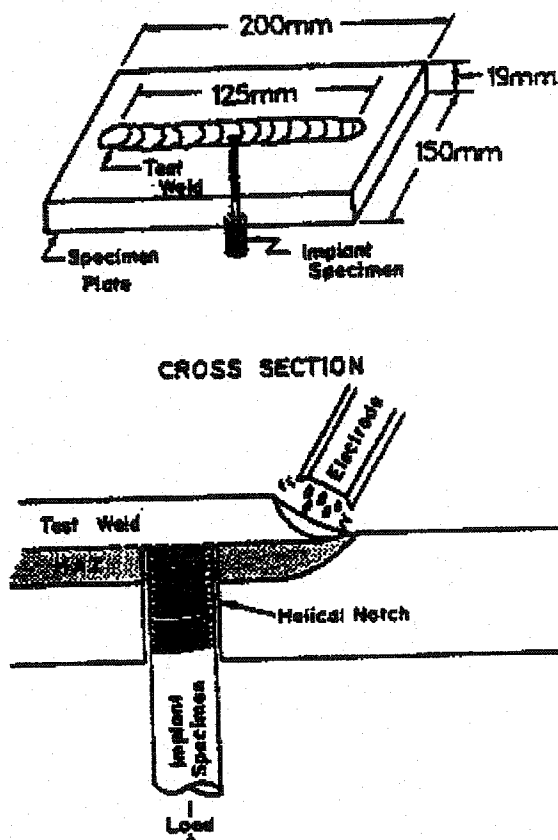 200mm
125mm
19mm
150mm
Test
Weld
Specimen
Plate
Implant
Specimen
CROSS SECTION
Electrode
Test Weld
HAZ
Helical Notch
Implant
Specimen
Load